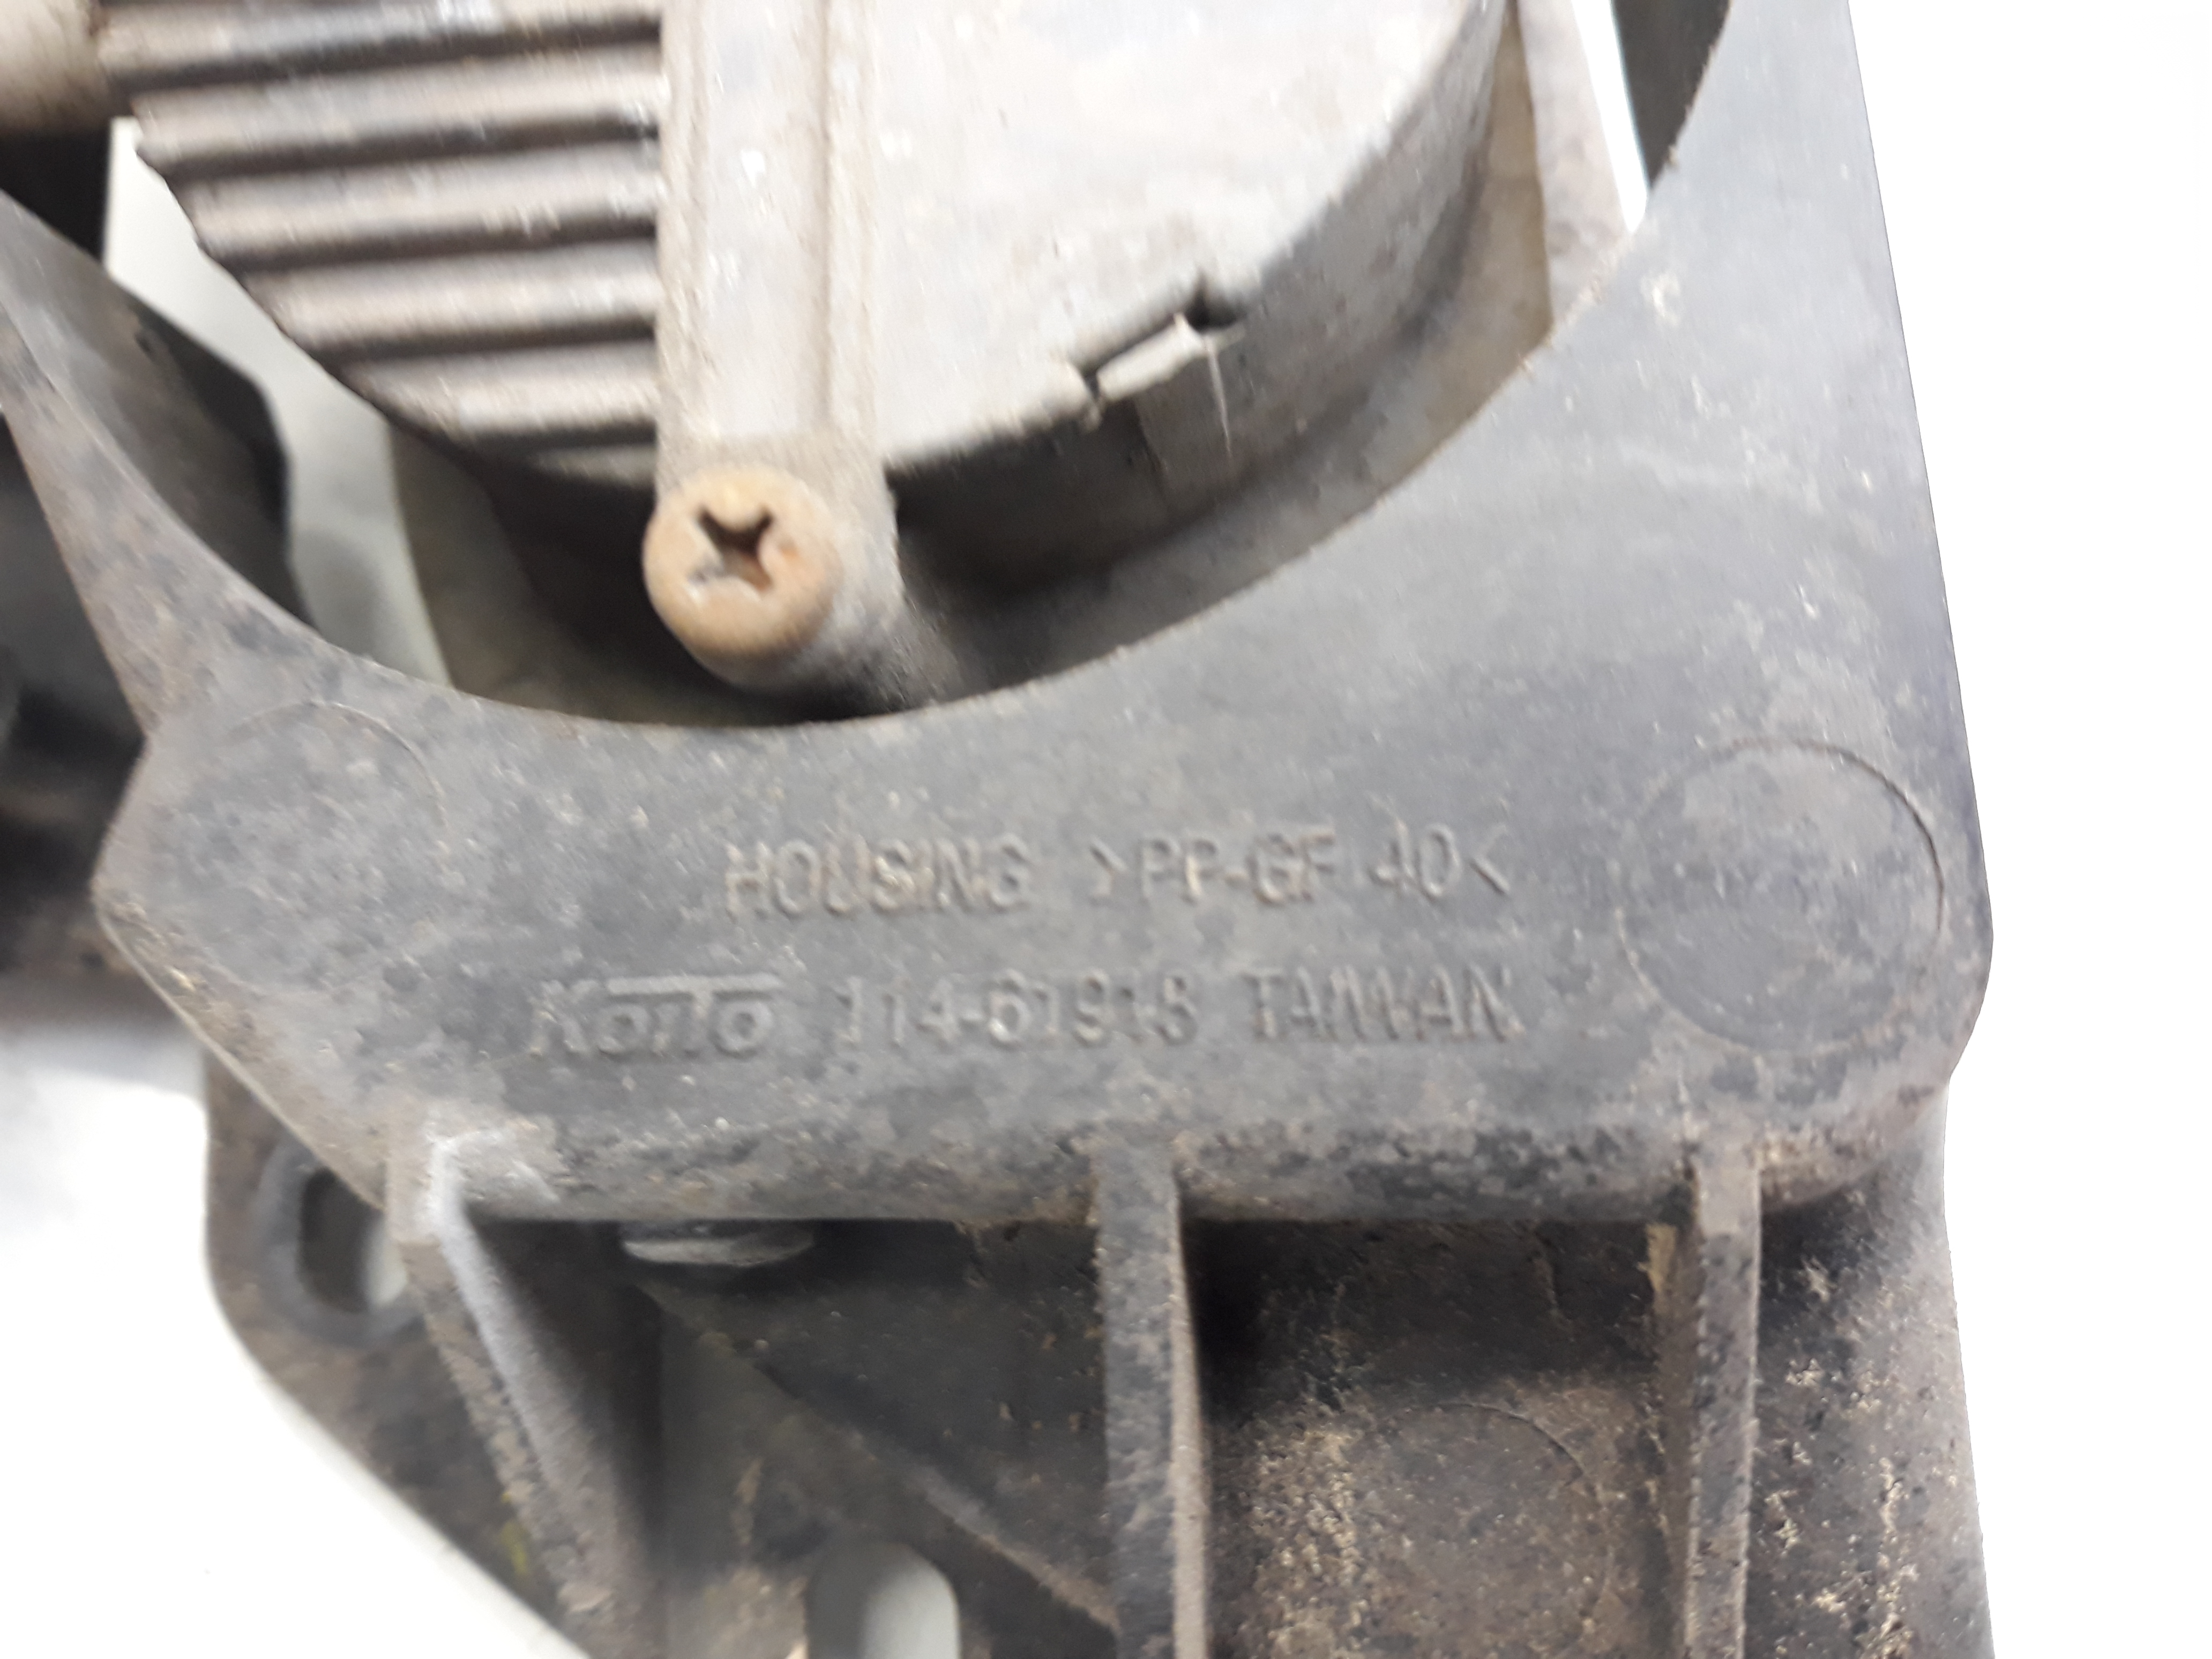 HOUSING >PP-GF 40<
KOITO 114-61918 TAIWAN